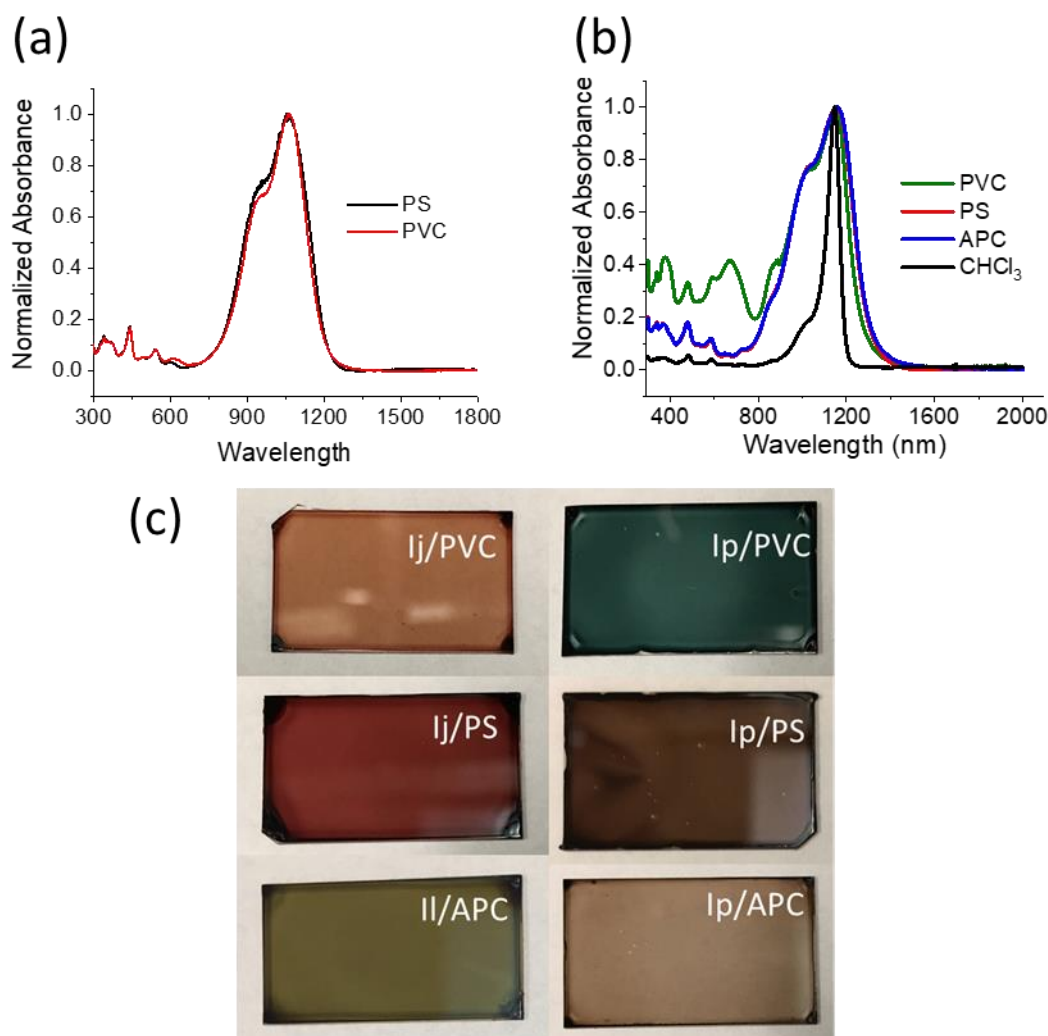 (a)
Normalized Absorbance
1.0
0.8
0.6
0.4
0.2
0.0
300 600 900 1200 1500 1800
Wavelength
PS
PVC
(b)
Normalized Absorbance
1.0
0.8
0.6
0.4
0.2
0.0
400 800 1200 1600 2000
Wavelength (nm)
PVC
PS
APC
CHCl₃
(c)
Ij/PVC
Ip/PVC
Ij/PS
Ip/PS
Il/APC
Ip/APC